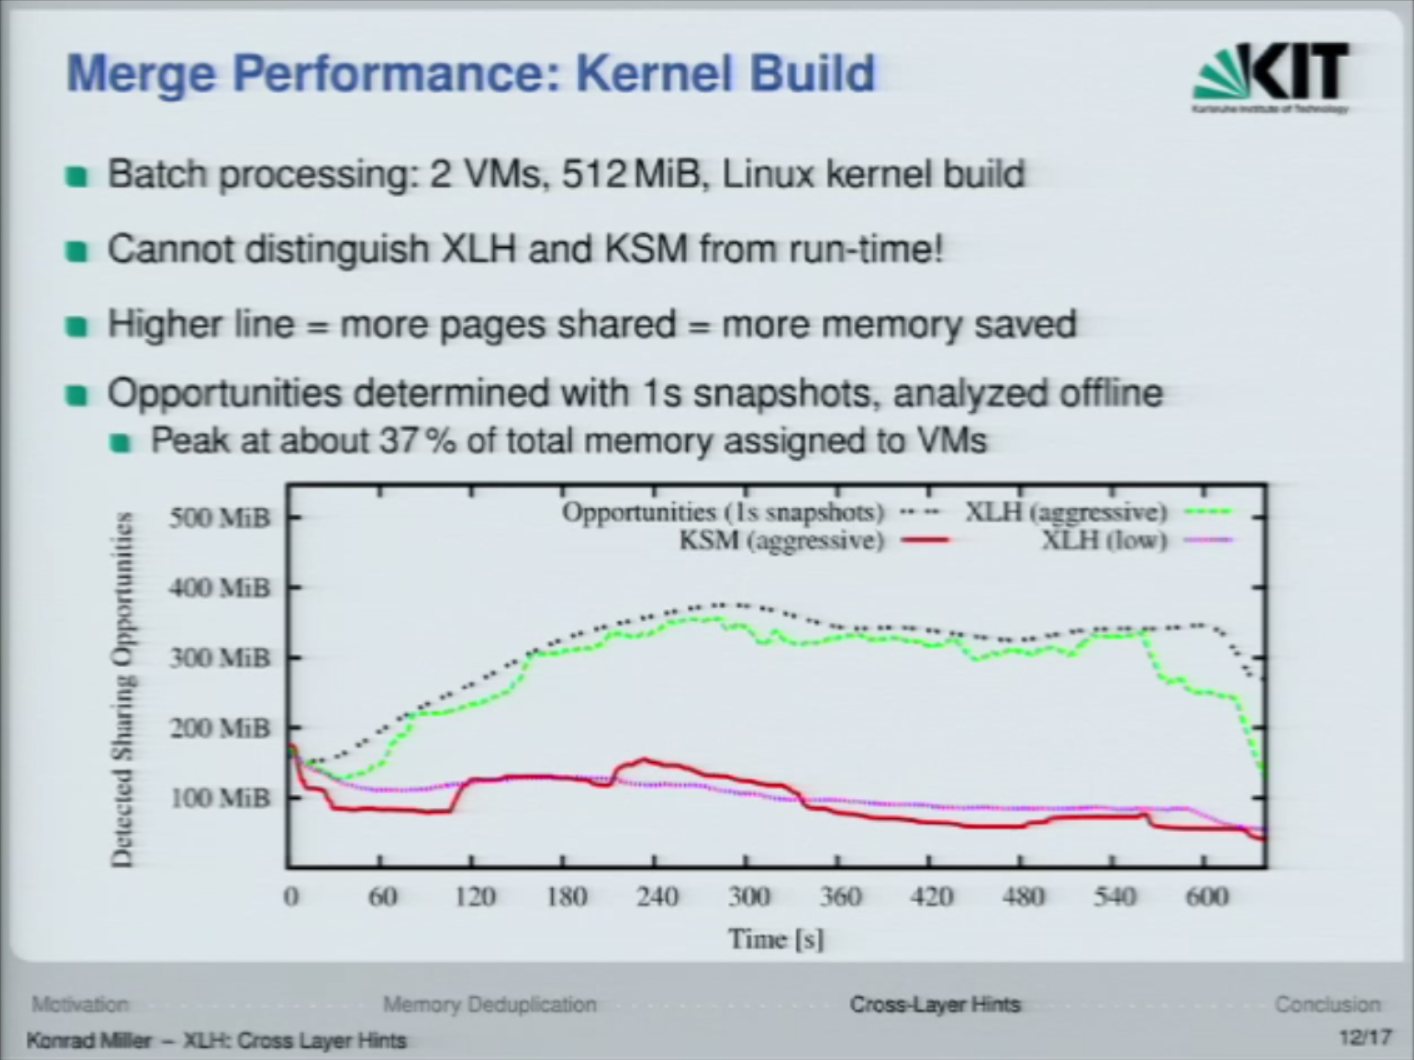 Merge Performance: Kernel Build
KIT
Karlsruhe Institute of Technology
Batch processing: 2 VMs, 512 MiB, Linux kernel build
Cannot distinguish XLH and KSM from run-time!
Higher line = more pages shared = more memory saved
Opportunities determined with 1s snapshots, analyzed offline
Peak at about 37 % of total memory assigned to VMs
Detected Sharing Opportunities
500 MiB
400 MiB
300 MiB
200 MiB
100 MiB
Opportunities (1s snapshots)
XLH (aggressive)
KSM (aggressive)
XLH (low)
0 60 120 180 240 300 360 420 480 540 600
Time [s]
Motivation Memory Deduplication Cross-Layer Hints Conclusion
Konrad Miller – XLH: Cross Layer Hints 12/17